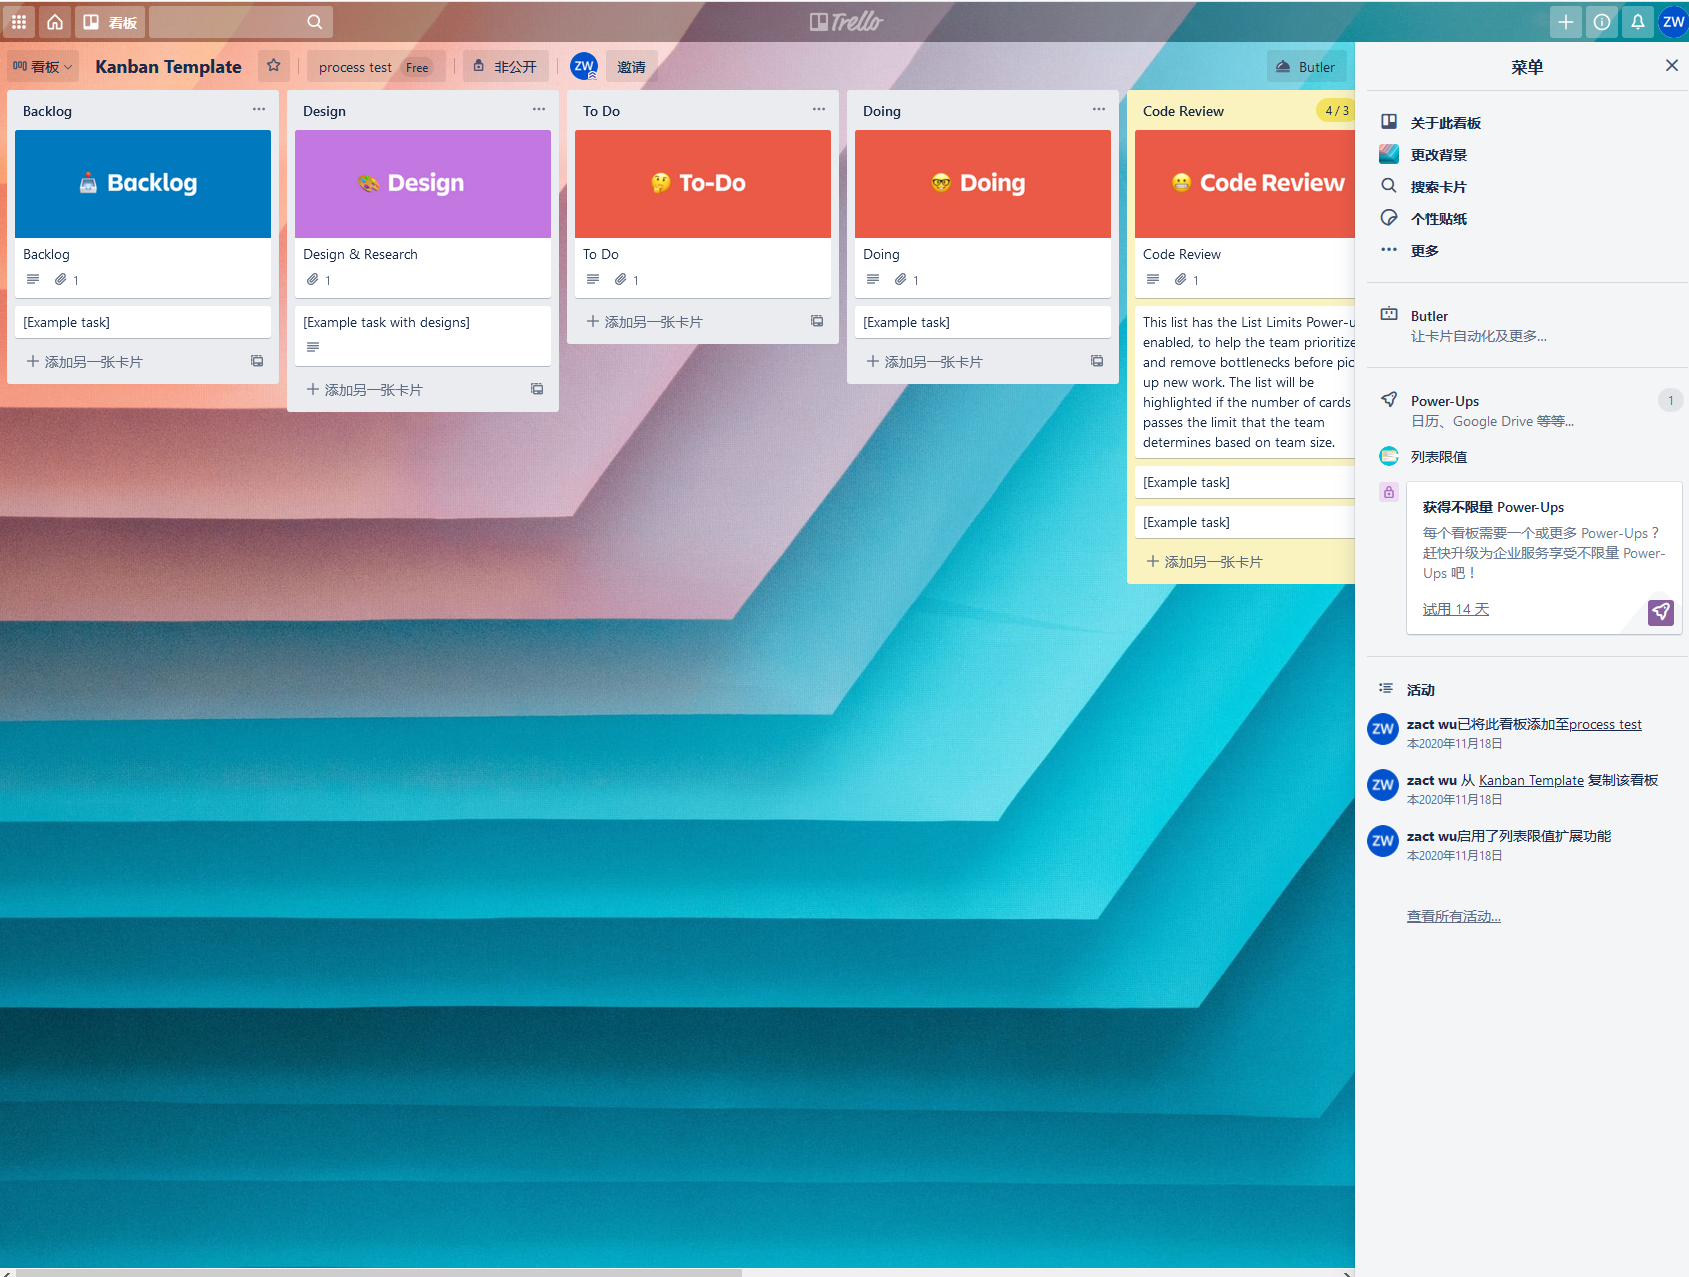 看板
Trello
ZW
看板
Kanban Template
process test Free
非公开
ZW
邀请
Butler
Backlog
Backlog
Backlog
1
[Example task]
添加另一张卡片
Design
Design
Design & Research
1
[Example task with designs]
添加另一张卡片
To Do
To-Do
To Do
1
添加另一张卡片
Doing
Doing
Doing
1
[Example task]
添加另一张卡片
Code Review
4 / 3
Code Review
Code Review
1
This list has the List Limits Power-u
enabled, to help the team prioritize
and remove bottlenecks before pic
up new work. The list will be
highlighted if the number of cards
passes the limit that the team
determines based on team size.
[Example task]
[Example task]
添加另一张卡片
菜单
关于此看板
更改背景
搜索卡片
个性贴纸
更多
Butler
让卡片自动化及更多...
Power-Ups
1
日历、Google Drive 等等...
列表限值
获得不限量 Power-Ups
每个看板需要一个或更多 Power-Ups？
赶快升级为企业服务享受不限量 Power-
Ups 吧！
试用 14 天
活动
ZW
zact wu已将此看板添加至process test
本2020年11月18日
ZW
zact wu 从 Kanban Template 复制该看板
本2020年11月18日
ZW
zact wu启用了列表限值扩展功能
本2020年11月18日
查看所有活动...